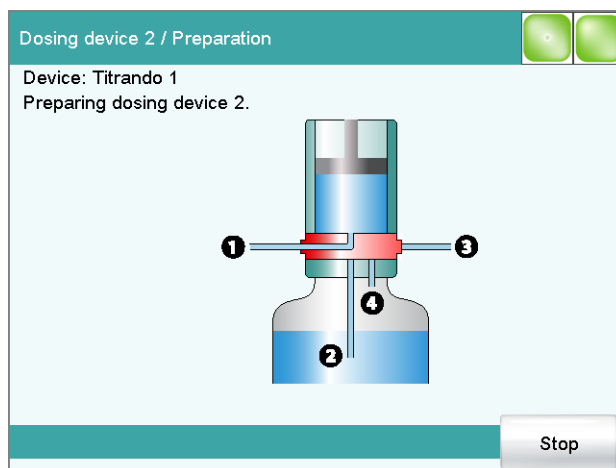 Dosing device 2 / Preparation
Device: Titrando 1
Preparing dosing device 2.
1
3
4
2
Stop